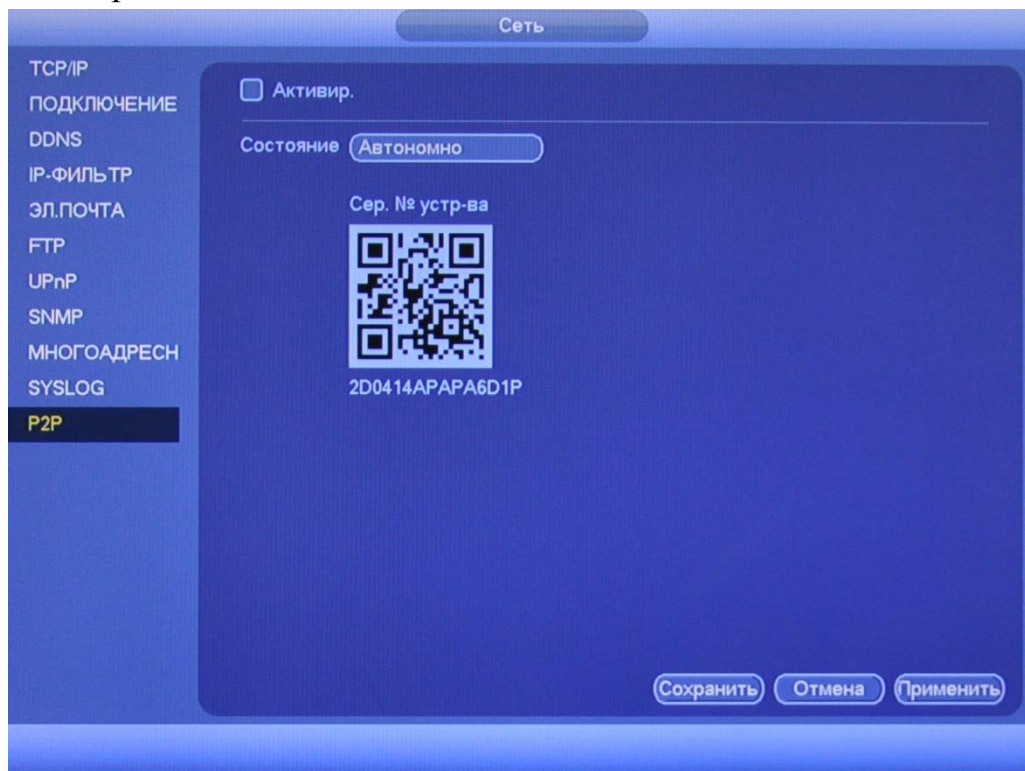 Сеть
TCP/IP
ПОДКЛЮЧЕНИЕ
DDNS
IP-ФИЛЬТР
ЭЛ.ПОЧТА
FTP
UPnP
SNMP
МНОГОАДРЕСН
SYSLOG
P2P
Активир.
Состояние Автономно
Сер. № устр-ва
2D0414APAPA6D1P
Сохранить Отмена Применить